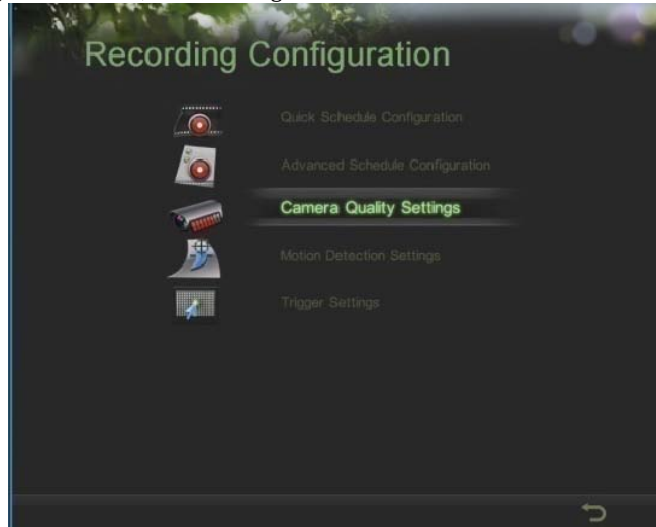 Recording Configuration
Quick Schedule Configuration
Advanced Schedule Configuration
Camera Quality Settings
Motion Detection Settings
Trigger Settings